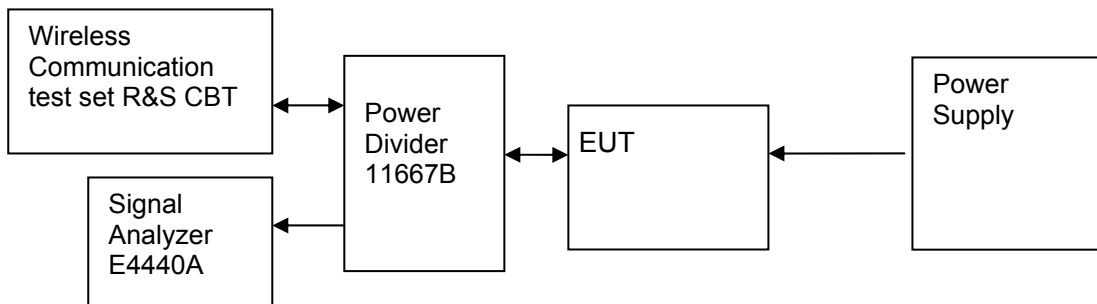 Wireless
Communication
test set R&S CBT
Power
Divider
11667B
EUT
Power
Supply
Signal
Analyzer
E4440A